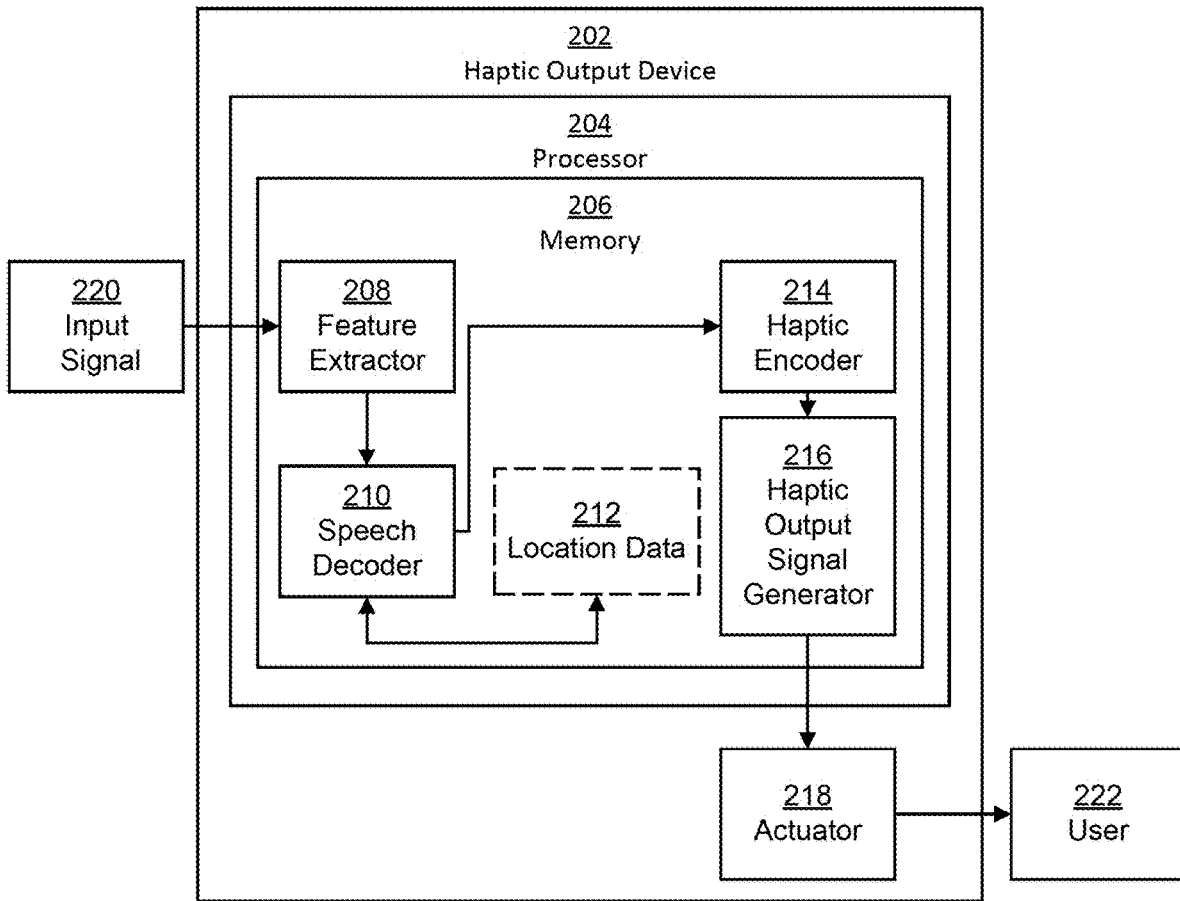 202
Haptic Output Device
204
Processor
206
Memory
220
Input
Signal
208
Feature
Extractor
214
Haptic
Encoder
210
Speech
Decoder
212
Location Data
216
Haptic
Output
Signal
Generator
218
Actuator
222
User